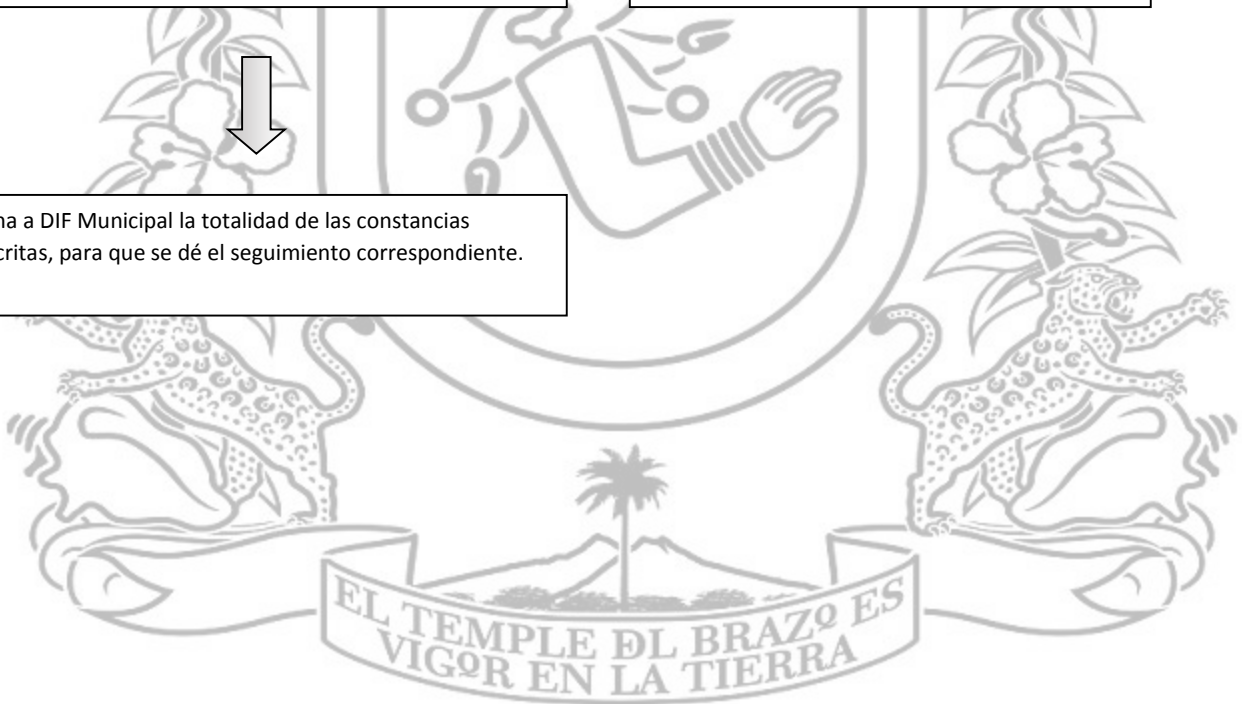 a a DIF Municipal la totalidad de las constancias
critas, para que se dé el seguimiento correspondiente.
EL TEMPLE DL BRAZO ES
VIGOR EN LA TIERRA